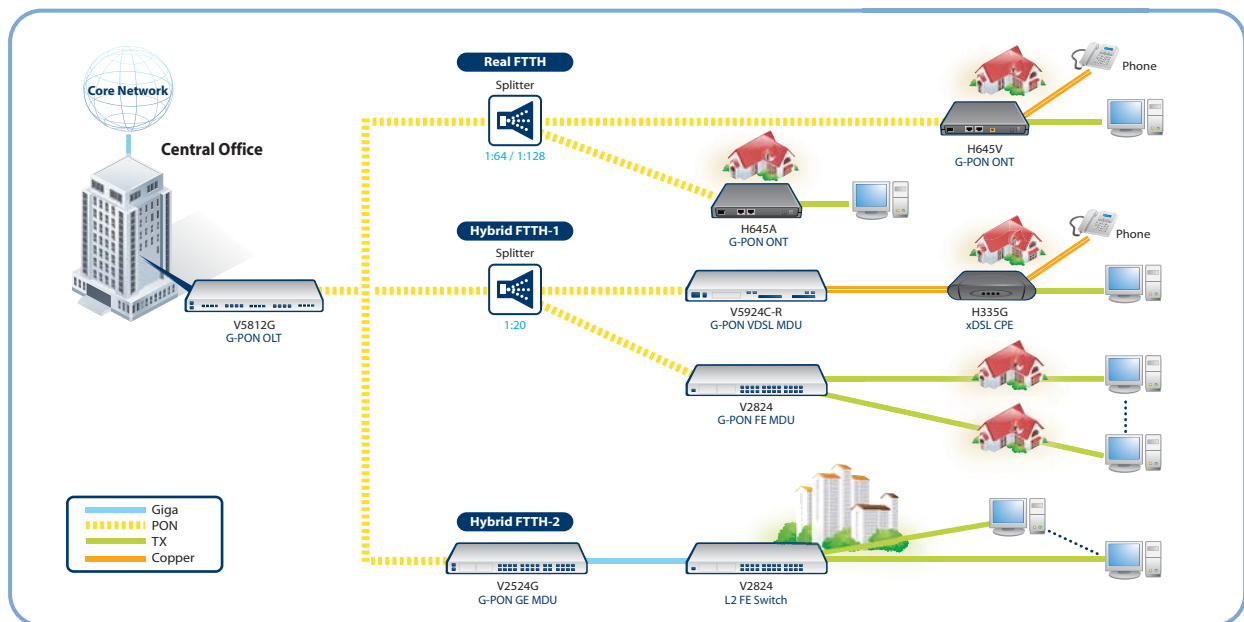 Core Network
Central Office
V5812G
G-PON OLT
Real FTTH
Splitter
1:64 / 1:128
H645V
G-PON ONT
Phone
H645A
G-PON ONT
Hybrid FTTH-1
Splitter
1:20
V5924C-R
G-PON VDSL MDU
H335G
xDSL CPE
Phone
V2824
G-PON FE MDU
Hybrid FTTH-2
V2524G
G-PON GE MDU
V2824
L2 FE Switch
Giga
PON
TX
Copper